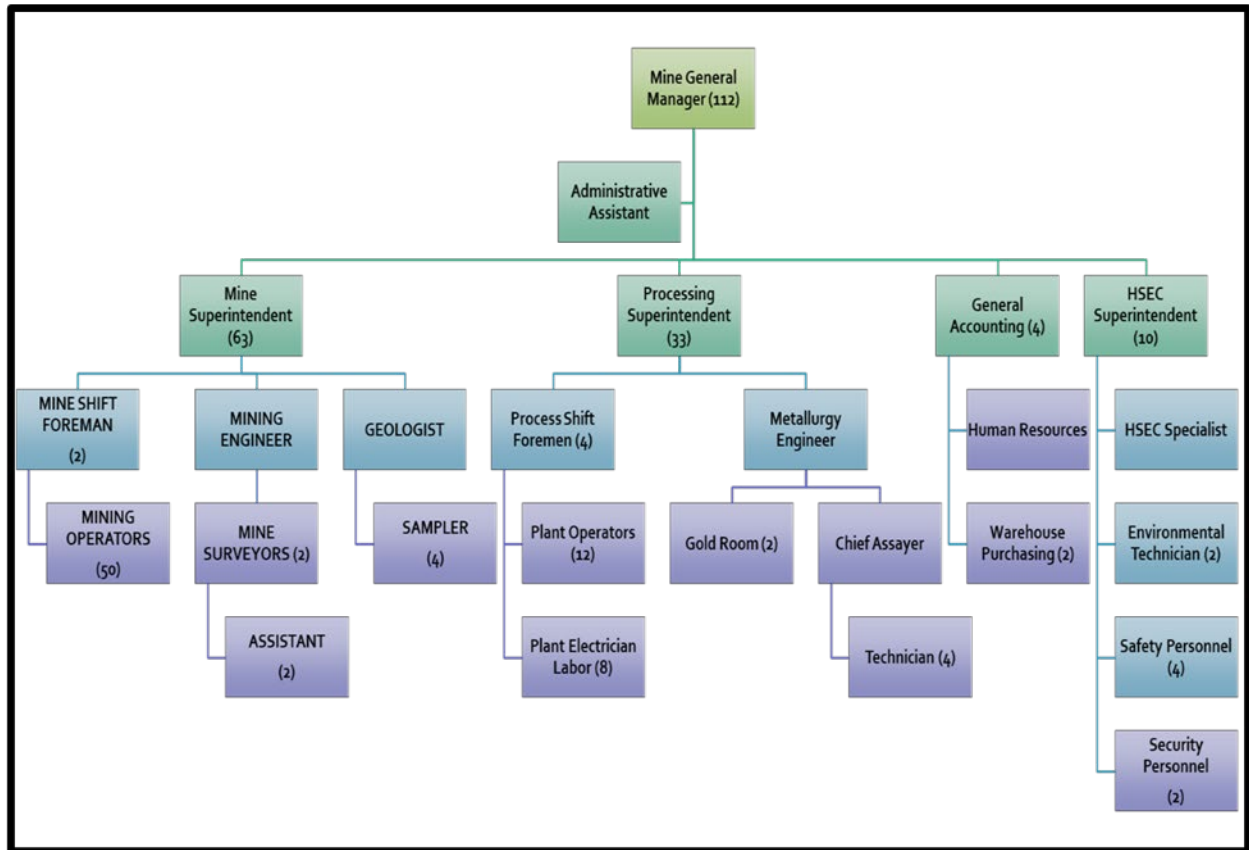 Mine General
Manager (112)
Administrative
Assistant
Mine
Superintendent
(63)
Processing
Superintendent
(33)
General
Accounting (4)
HSEC
Superintendent
(10)
MINE SHIFT
FOREMAN
(2)
MINING
ENGINEER
GEOLOGIST
Process Shift
Foremen (4)
Metallurgy
Engineer
Human Resources
HSEC Specialist
MINING
OPERATORS
(50)
MINE
SURVEYORS (2)
SAMPLER
(4)
Plant Operators
(12)
Gold Room (2)
Chief Assayer
Warehouse
Purchasing (2)
Environmental
Technician (2)
ASSISTANT
(2)
Plant Electrician
Labor (8)
Technician (4)
Safety Personnel
(4)
Security
Personnel
(2)